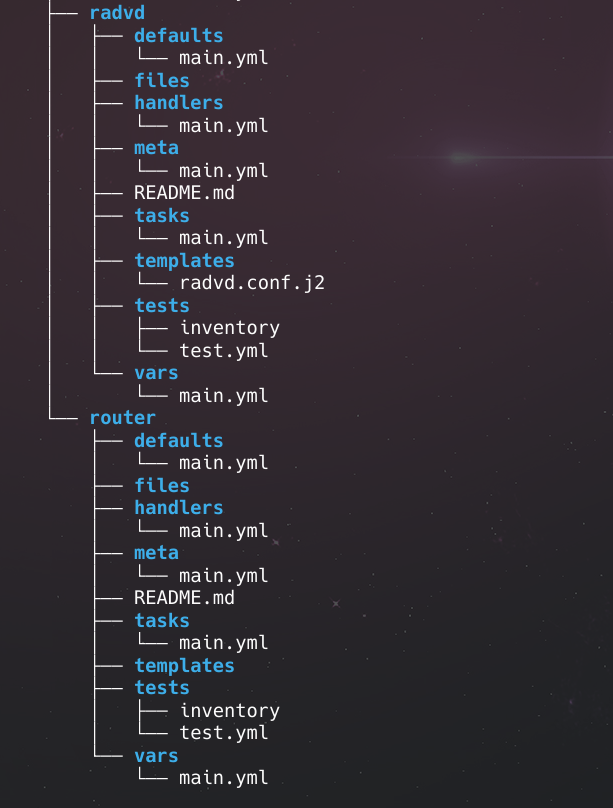 ├── radvd
│   ├── defaults
│   │   └── main.yml
│   ├── files
│   ├── handlers
│   │   └── main.yml
│   ├── meta
│   │   └── main.yml
│   ├── README.md
│   ├── tasks
│   │   └── main.yml
│   ├── templates
│   │   └── radvd.conf.j2
│   ├── tests
│   │   ├── inventory
│   │   └── test.yml
│   └── vars
│       └── main.yml
└── router
    ├── defaults
    │   └── main.yml
    ├── files
    ├── handlers
    │   └── main.yml
    ├── meta
    │   └── main.yml
    ├── README.md
    ├── tasks
    │   └── main.yml
    ├── templates
    ├── tests
    │   ├── inventory
    │   └── test.yml
    └── vars
        └── main.yml